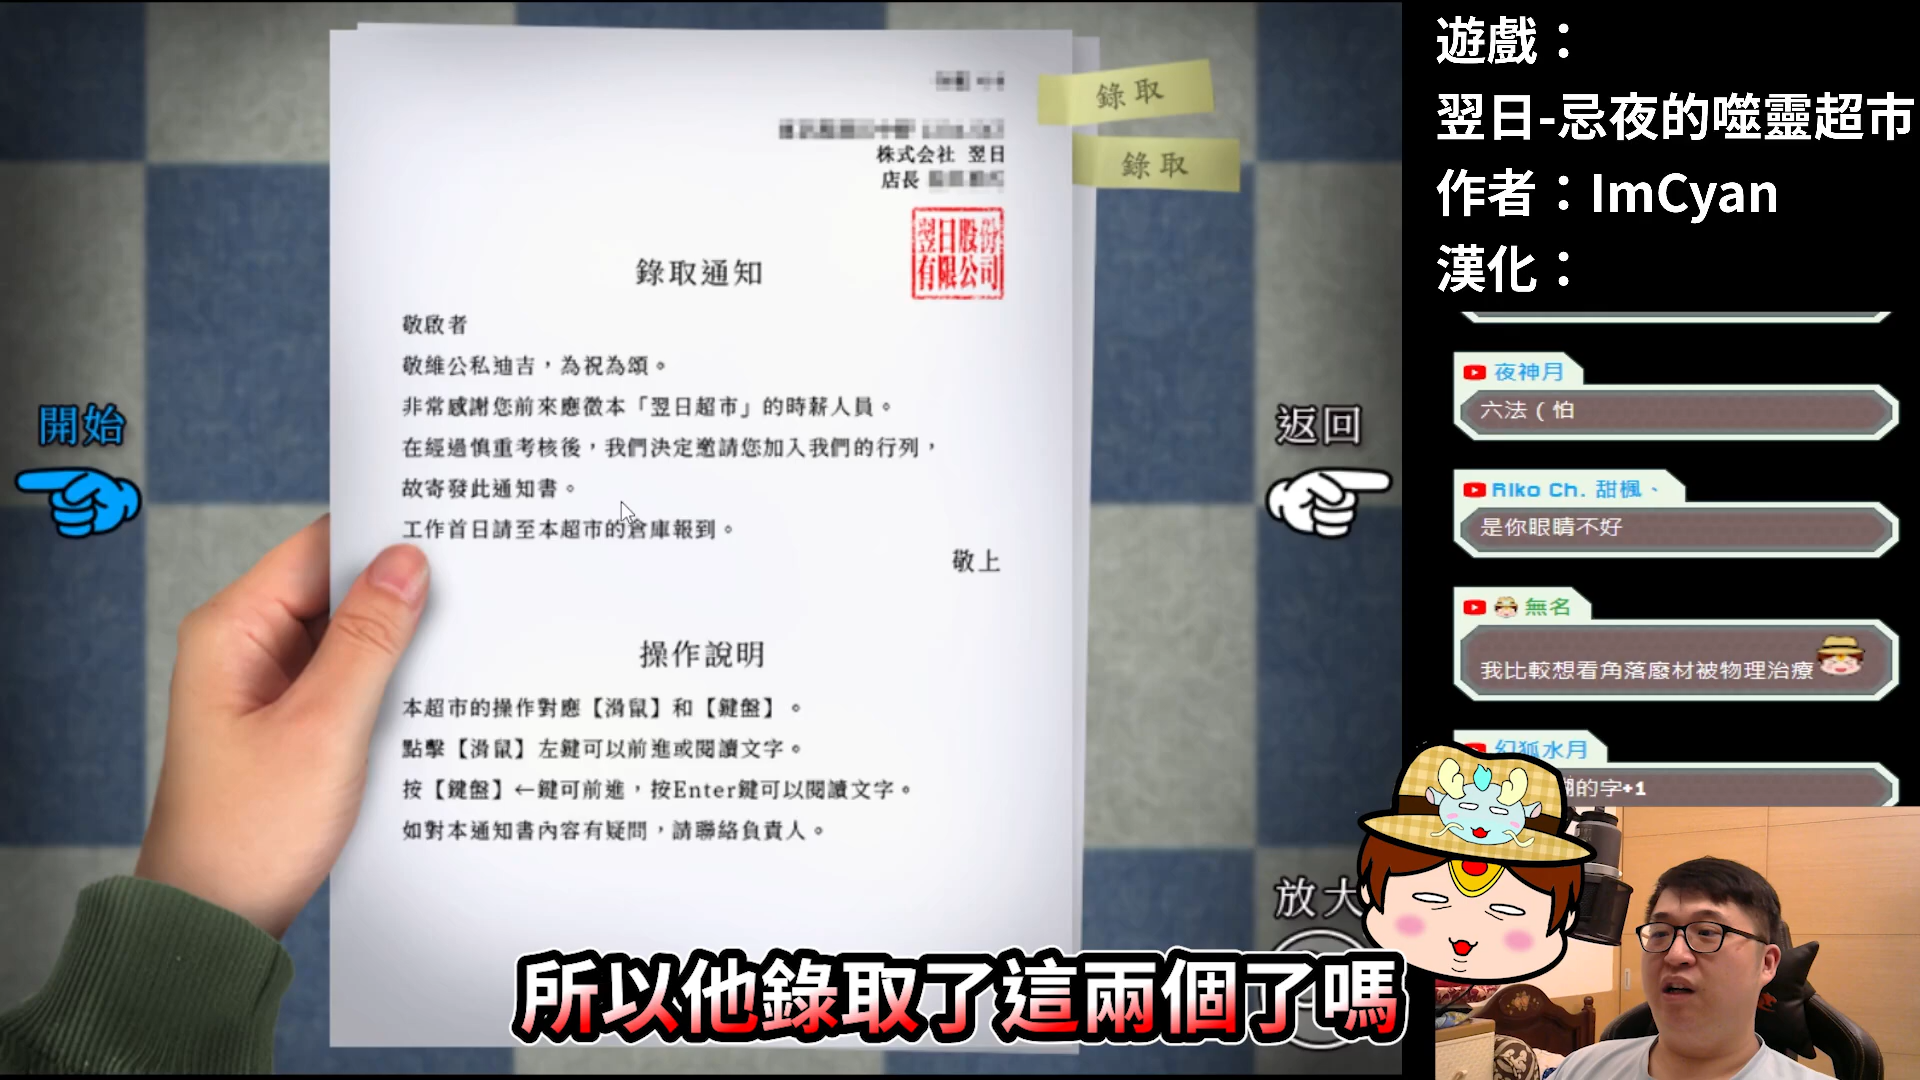 錄取
錄取
株式会社 翌日
店長
翌日股份
有限公司
錄取通知
敬啟者
敬維公私迪吉，為祝為頌。
非常感謝您前來應徵本「翌日超市」的時薪人員。
在經過慎重考核後，我們決定邀請您加入我們的行列，
故寄發此通知書。
工作首日請至本超市的倉庫報到。
敬上
操作說明
本超市的操作對應【滑鼠】和【鍵盤】。
點擊【滑鼠】左鍵可以前進或閱讀文字。
按【鍵盤】←鍵可前進，按Enter鍵可以閱讀文字。
如對本通知書內容有疑問，請聯絡負責人。
開始
返回
放大
所以他錄取了這兩個了嗎
遊戲：
翌日-忌夜的噬靈超市
作者：ImCyan
漢化：
夜神月
六法（怕
Riko Ch. 甜楓、
是你眼睛不好
無名
我比較想看角落廢材被物理治療
幻狐水月
的字+1